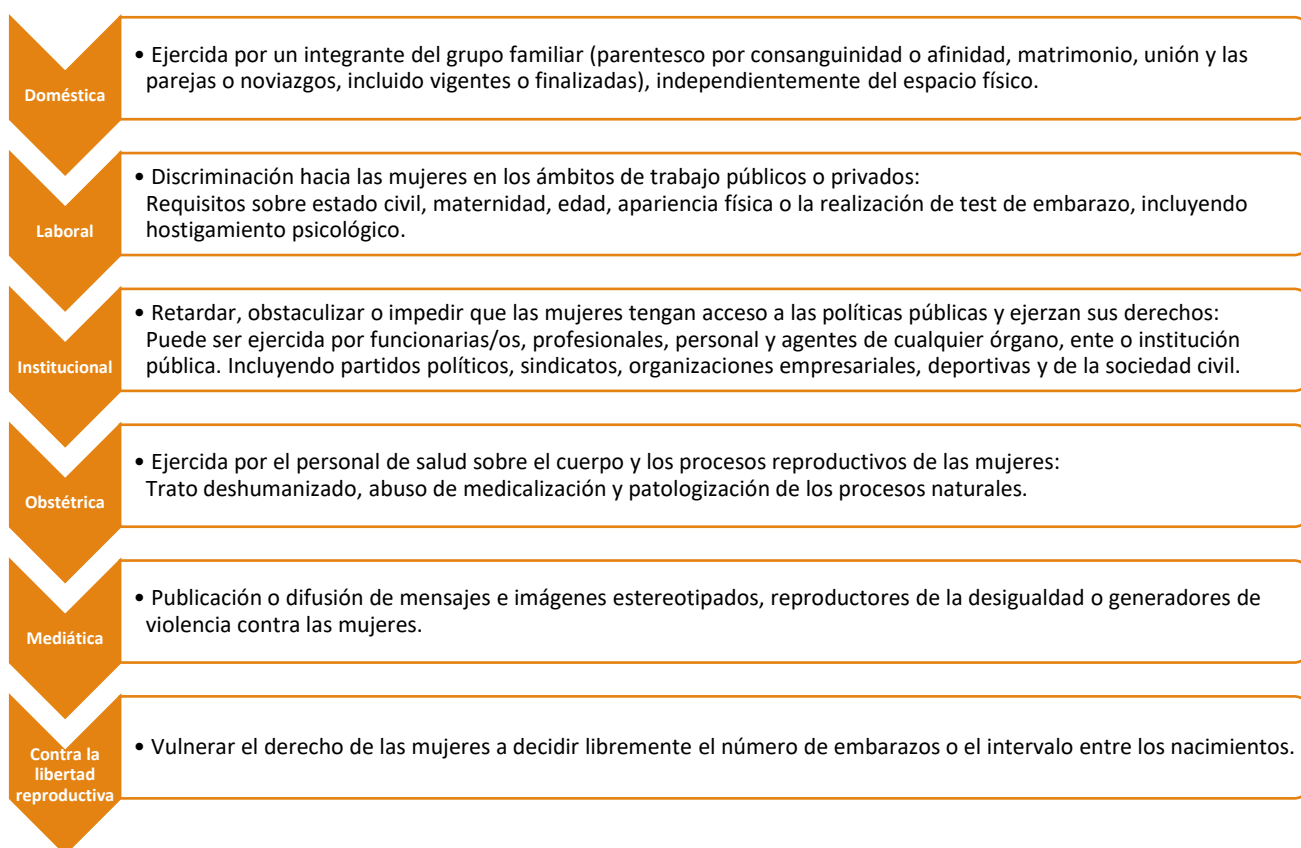 Doméstica
• Ejercida por un integrante del grupo familiar (parentesco por consanguinidad o afinidad, matrimonio, unión y las
parejas o noviazgos, incluido vigentes o finalizadas), independientemente del espacio físico.
Laboral
• Discriminación hacia las mujeres en los ámbitos de trabajo públicos o privados:
Requisitos sobre estado civil, maternidad, edad, apariencia física o la realización de test de embarazo, incluyendo
hostigamiento psicológico.
Institucional
• Retardar, obstaculizar o impedir que las mujeres tengan acceso a las políticas públicas y ejerzan sus derechos:
Puede ser ejercida por funcionarias/os, profesionales, personal y agentes de cualquier órgano, ente o institución
pública. Incluyendo partidos políticos, sindicatos, organizaciones empresariales, deportivas y de la sociedad civil.
Obstétrica
• Ejercida por el personal de salud sobre el cuerpo y los procesos reproductivos de las mujeres:
Trato deshumanizado, abuso de medicalización y patologización de los procesos naturales.
Mediática
• Publicación o difusión de mensajes e imágenes estereotipados, reproductores de la desigualdad o generadores de
violencia contra las mujeres.
Contra la
libertad
reproductiva
• Vulnerar el derecho de las mujeres a decidir libremente el número de embarazos o el intervalo entre los nacimientos.